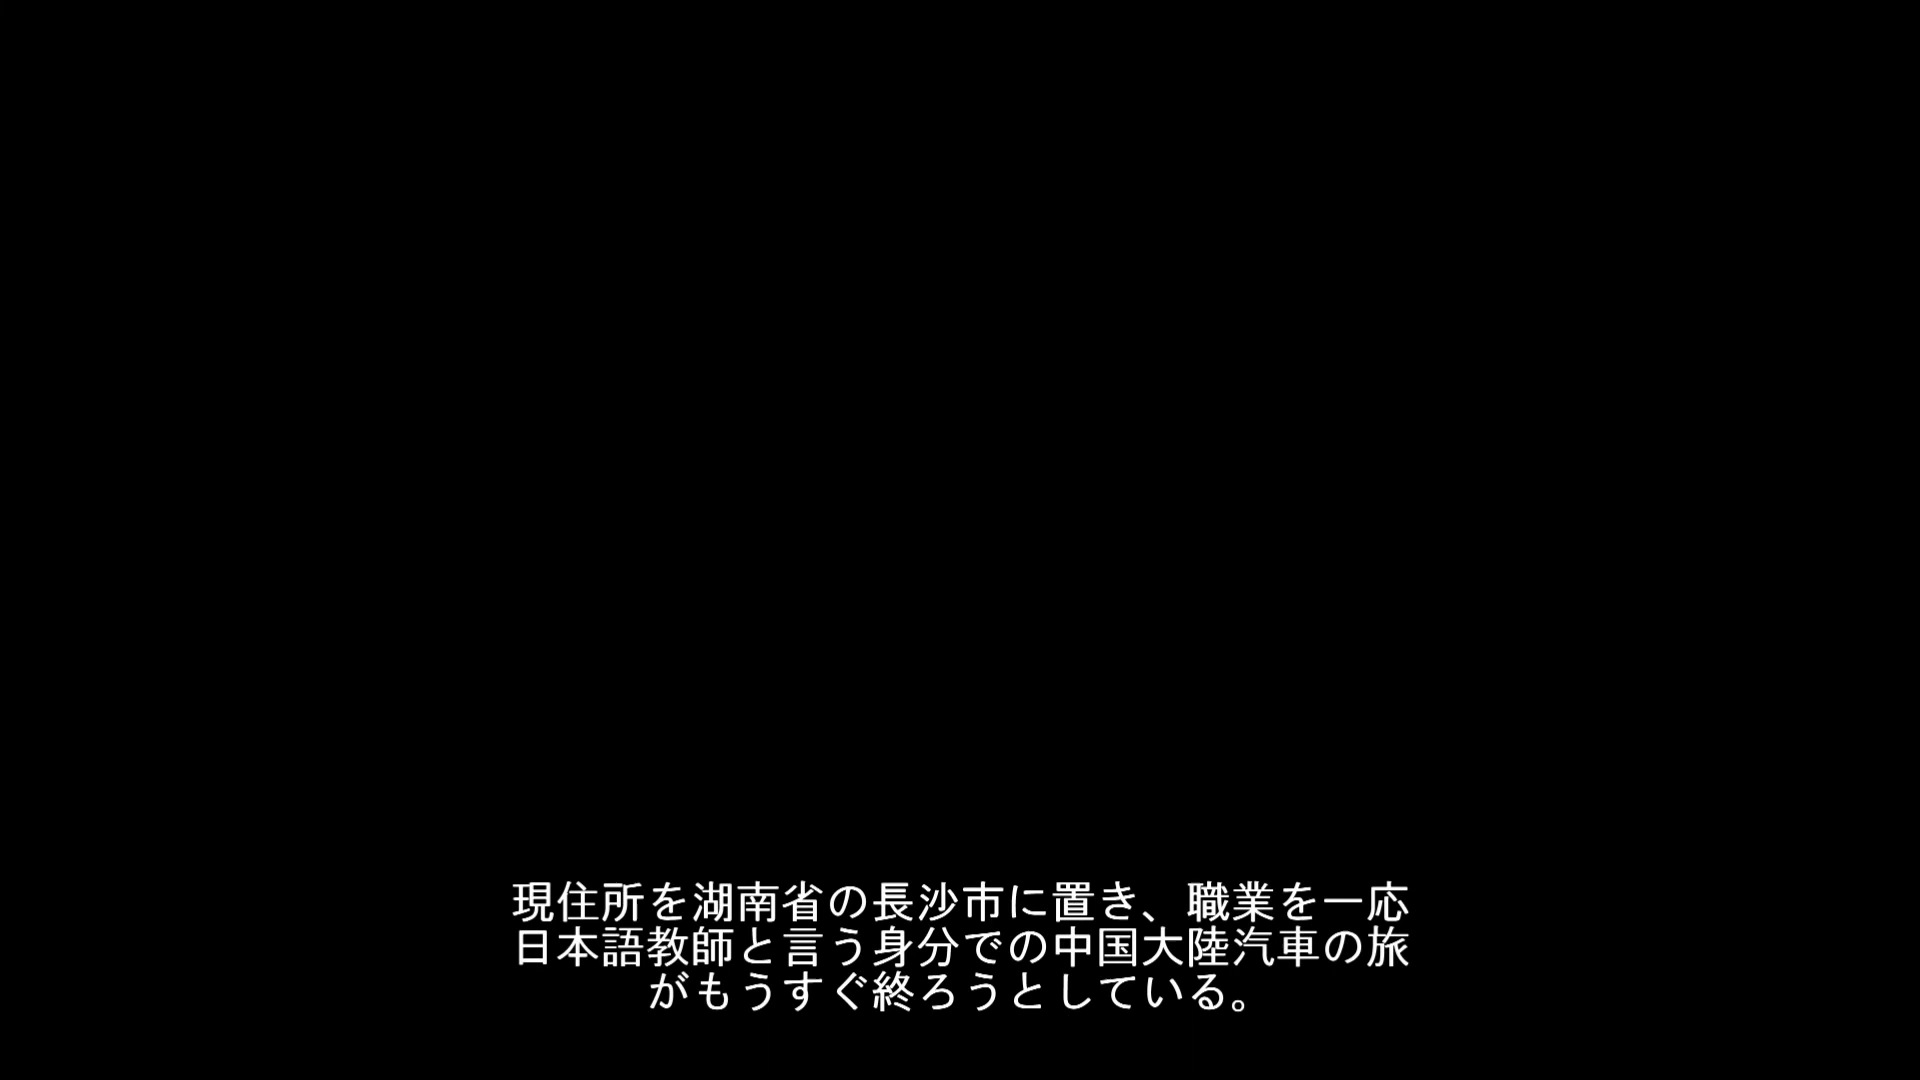 現住所を湖南省の長沙市に置き、職業を一応
日本語教師と言う身分での中国大陸汽車の旅
がもうすぐ終ろうとしている。